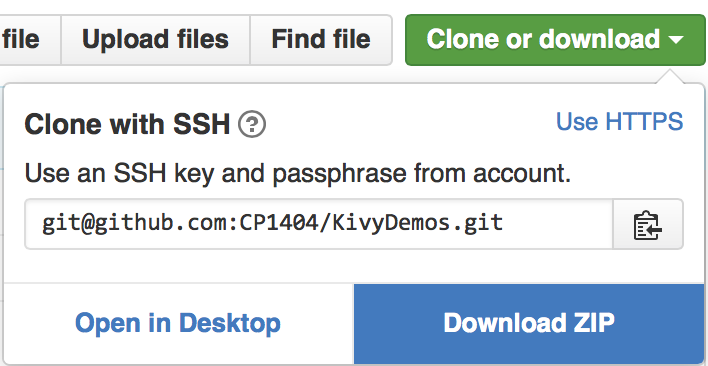 file Upload files Find file Clone or download
Clone with SSH ?
Use HTTPS
Use an SSH key and passphrase from account.
git@github.com:CP1404/KivyDemos.git
Open in Desktop Download ZIP